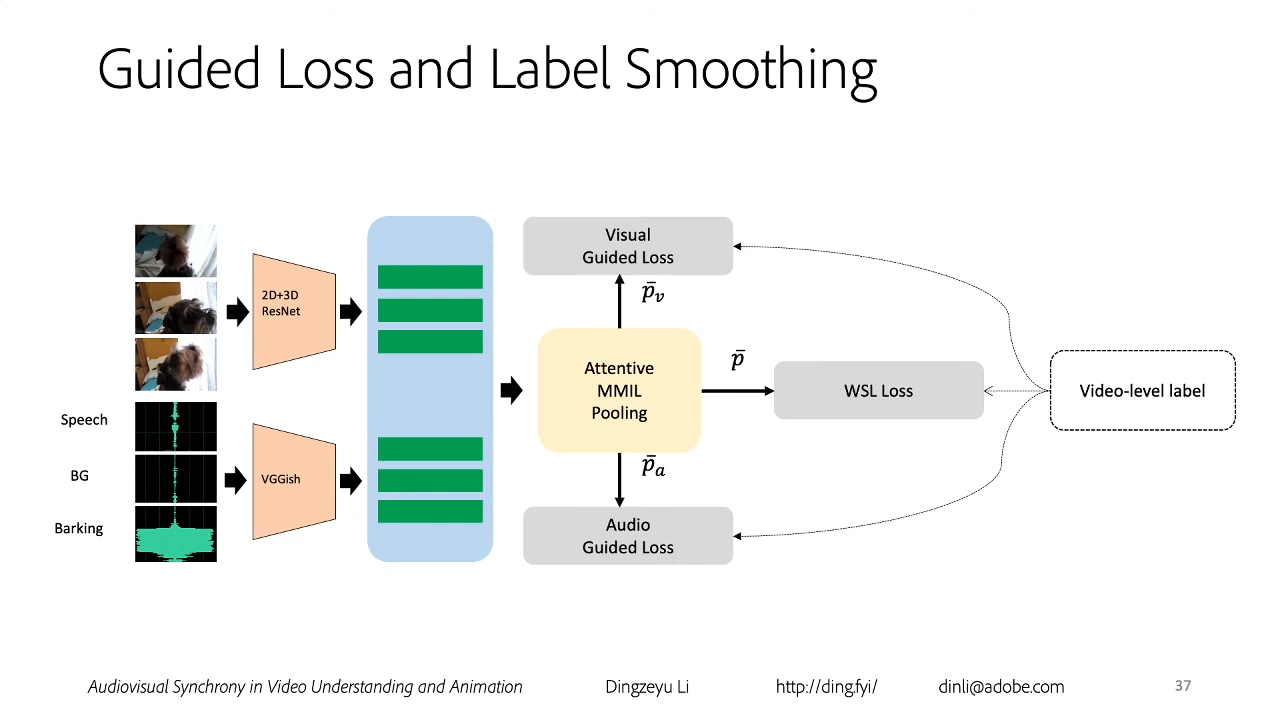 Guided Loss and Label Smoothing
Visual
Guided Loss
p̄ᵥ
2D+3D
ResNet
Attentive
MMIL
Pooling
p̄
WSL Loss
Video-level label
Speech
BG
Barking
VGGish
p̄ₐ
Audio
Guided Loss
Audiovisual Synchrony in Video Understanding and Animation
Dingzeyu Li
http://ding.fyi/
dinli@adobe.com
37